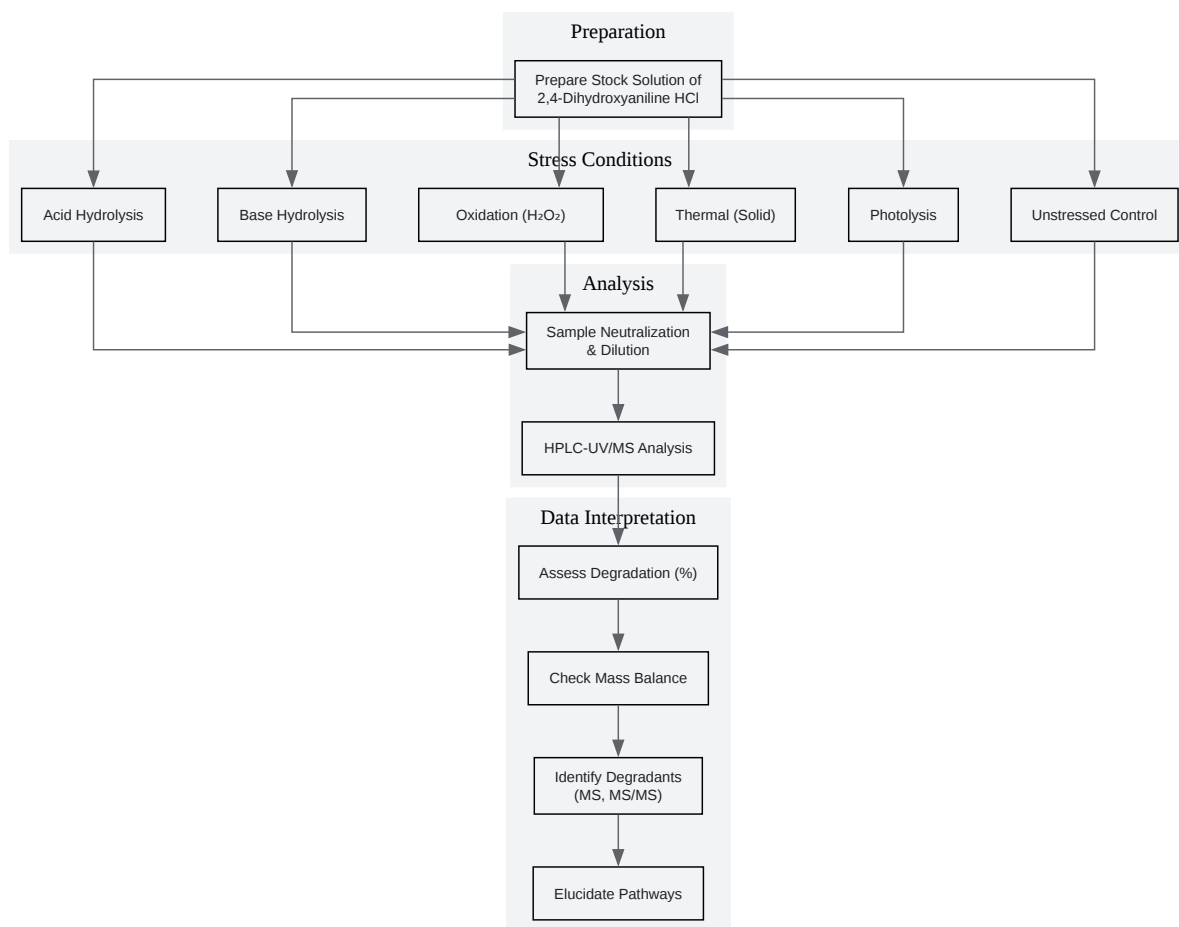 Preparation
Prepare Stock Solution of
2,4-Dihydroxyaniline HCl
Stress Conditions
Acid Hydrolysis
Base Hydrolysis
Oxidation (H₂O₂)
Thermal (Solid)
Photolysis
Unstressed Control
Analysis
Sample Neutralization
& Dilution
HPLC-UV/MS Analysis
Data Interpretation
Assess Degradation (%)
Check Mass Balance
Identify Degradants
(MS, MS/MS)
Elucidate Pathways